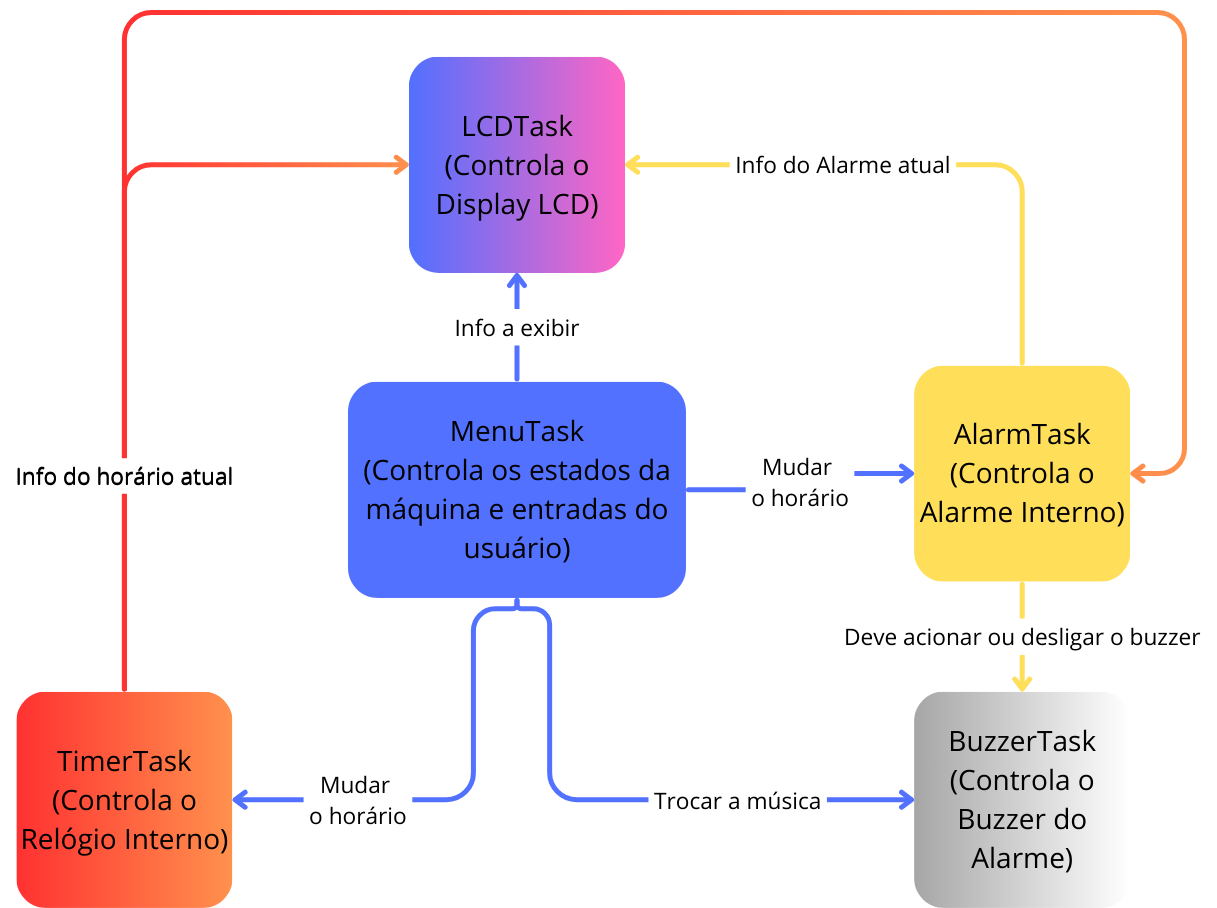 LCDTask
(Controla o
Display LCD)
Info do Alarme atual
Info a exibir
MenuTask
(Controla os estados da
máquina e entradas do
usuário)
Mudar
o horário
AlarmTask
(Controla o
Alarme Interno)
Info do horário atual
Deve acionar ou desligar o buzzer
TimerTask
(Controla o
Relógio Interno)
Mudar
o horário
Trocar a música
BuzzerTask
(Controla o
Buzzer do
Alarme)